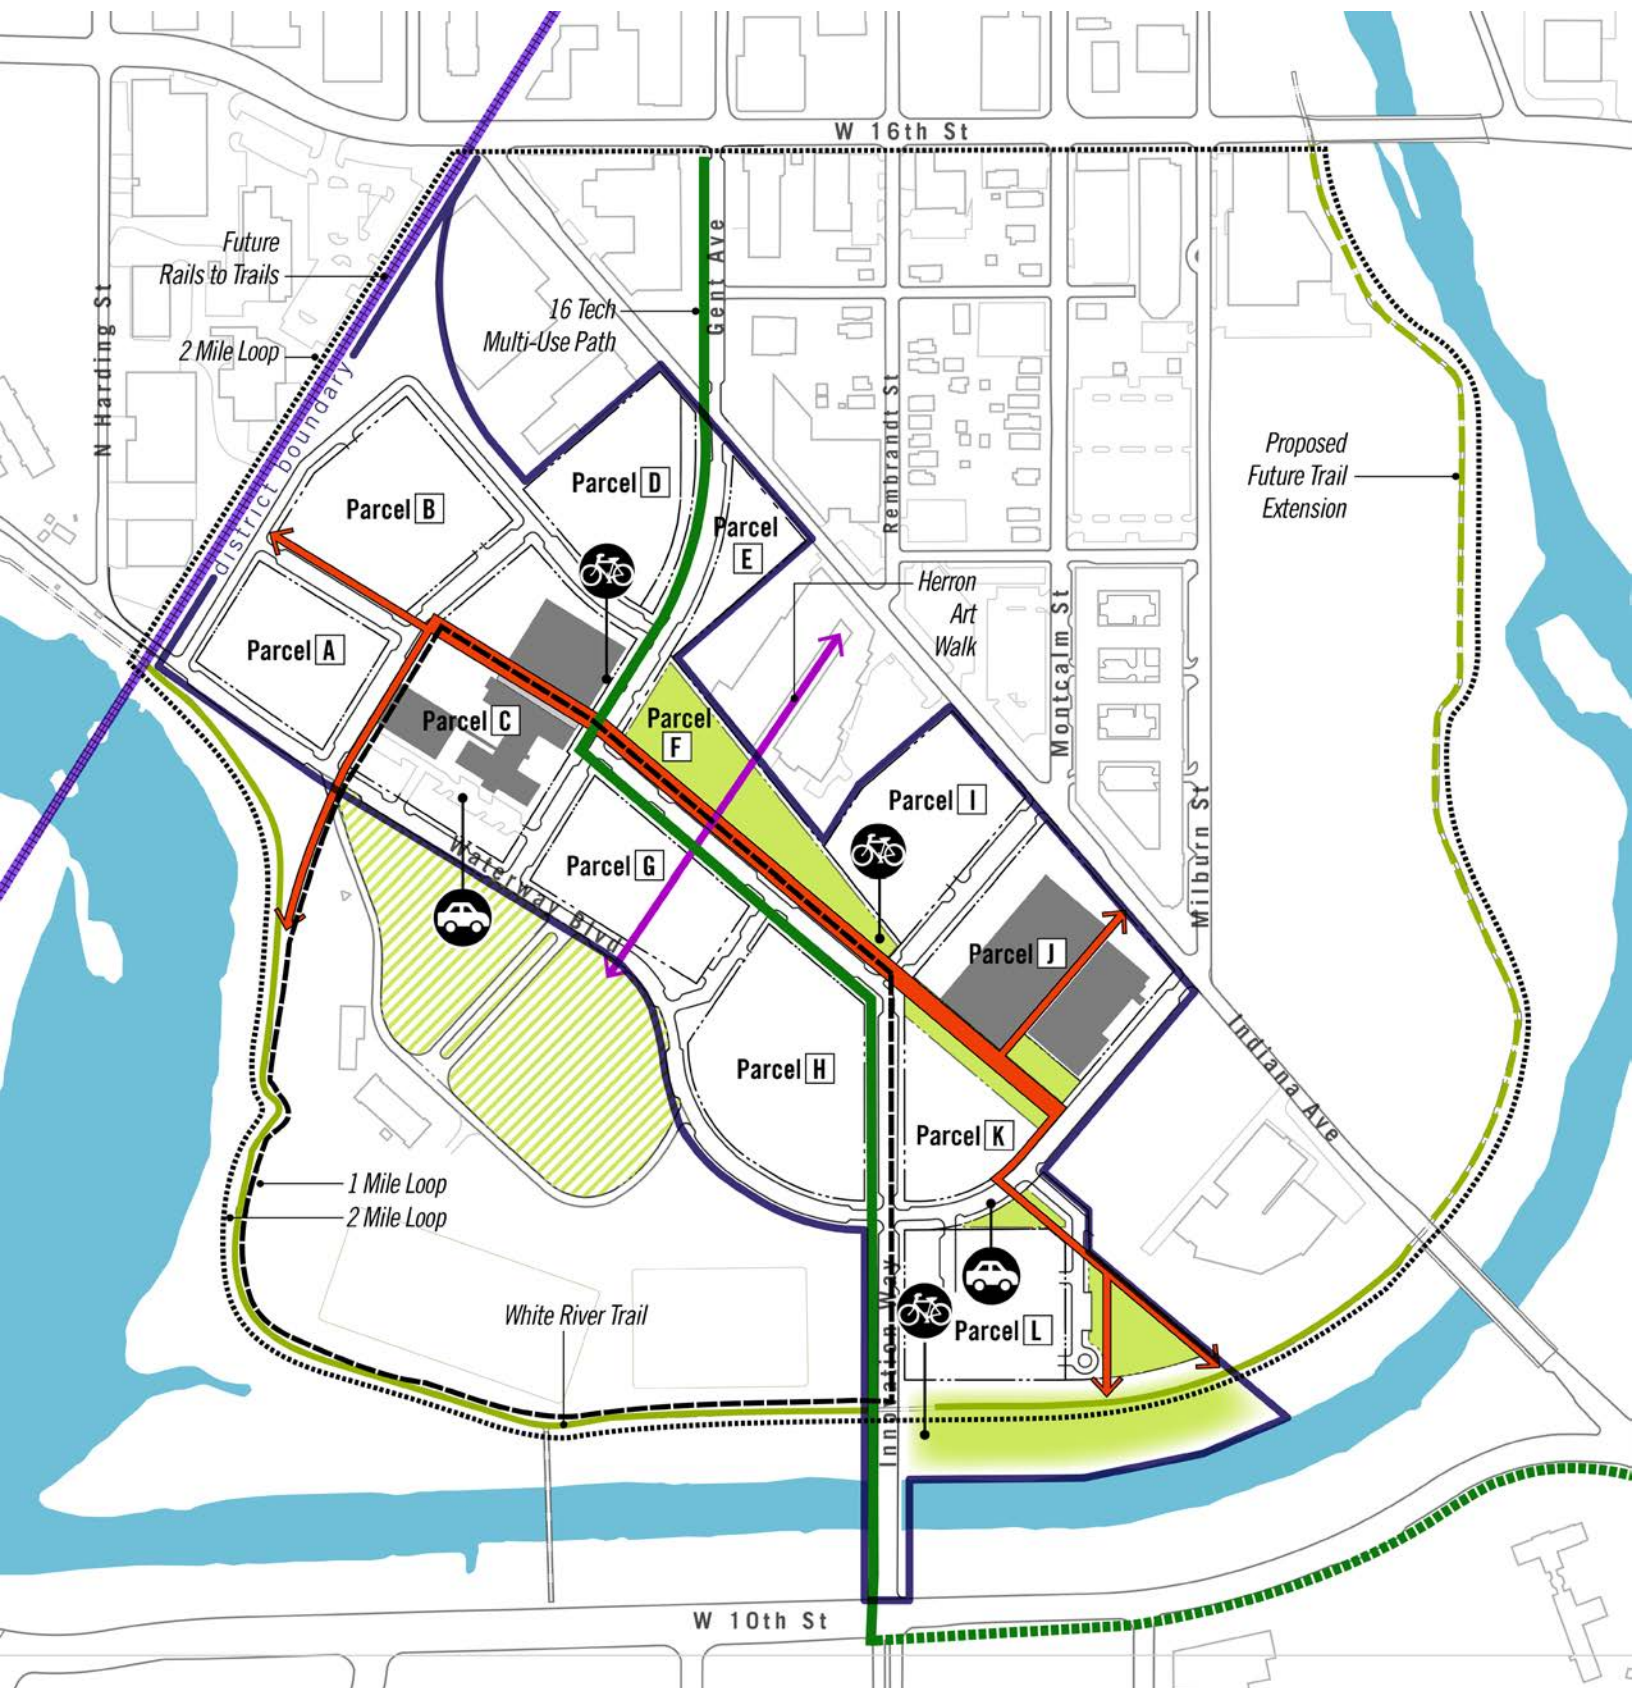 W 16th St
Future
Rails to Trails
2 Mile Loop
N Harding St
district boundary
16 Tech
Multi-Use Path
Gent Ave
Rembrandt St
Proposed
Future Trail
Extension
Parcel D
Parcel B
Parcel
E
Herron
Art
Walk
Montcalm St
Parcel A
Parcel C
Parcel
F
Parcel I
Milburn St
Parcel G
Waterway Blvd
Parcel J
Parcel H
Indiana Ave
Parcel K
1 Mile Loop
2 Mile Loop
White River Trail
Innovation Way
Parcel L
W 10th St